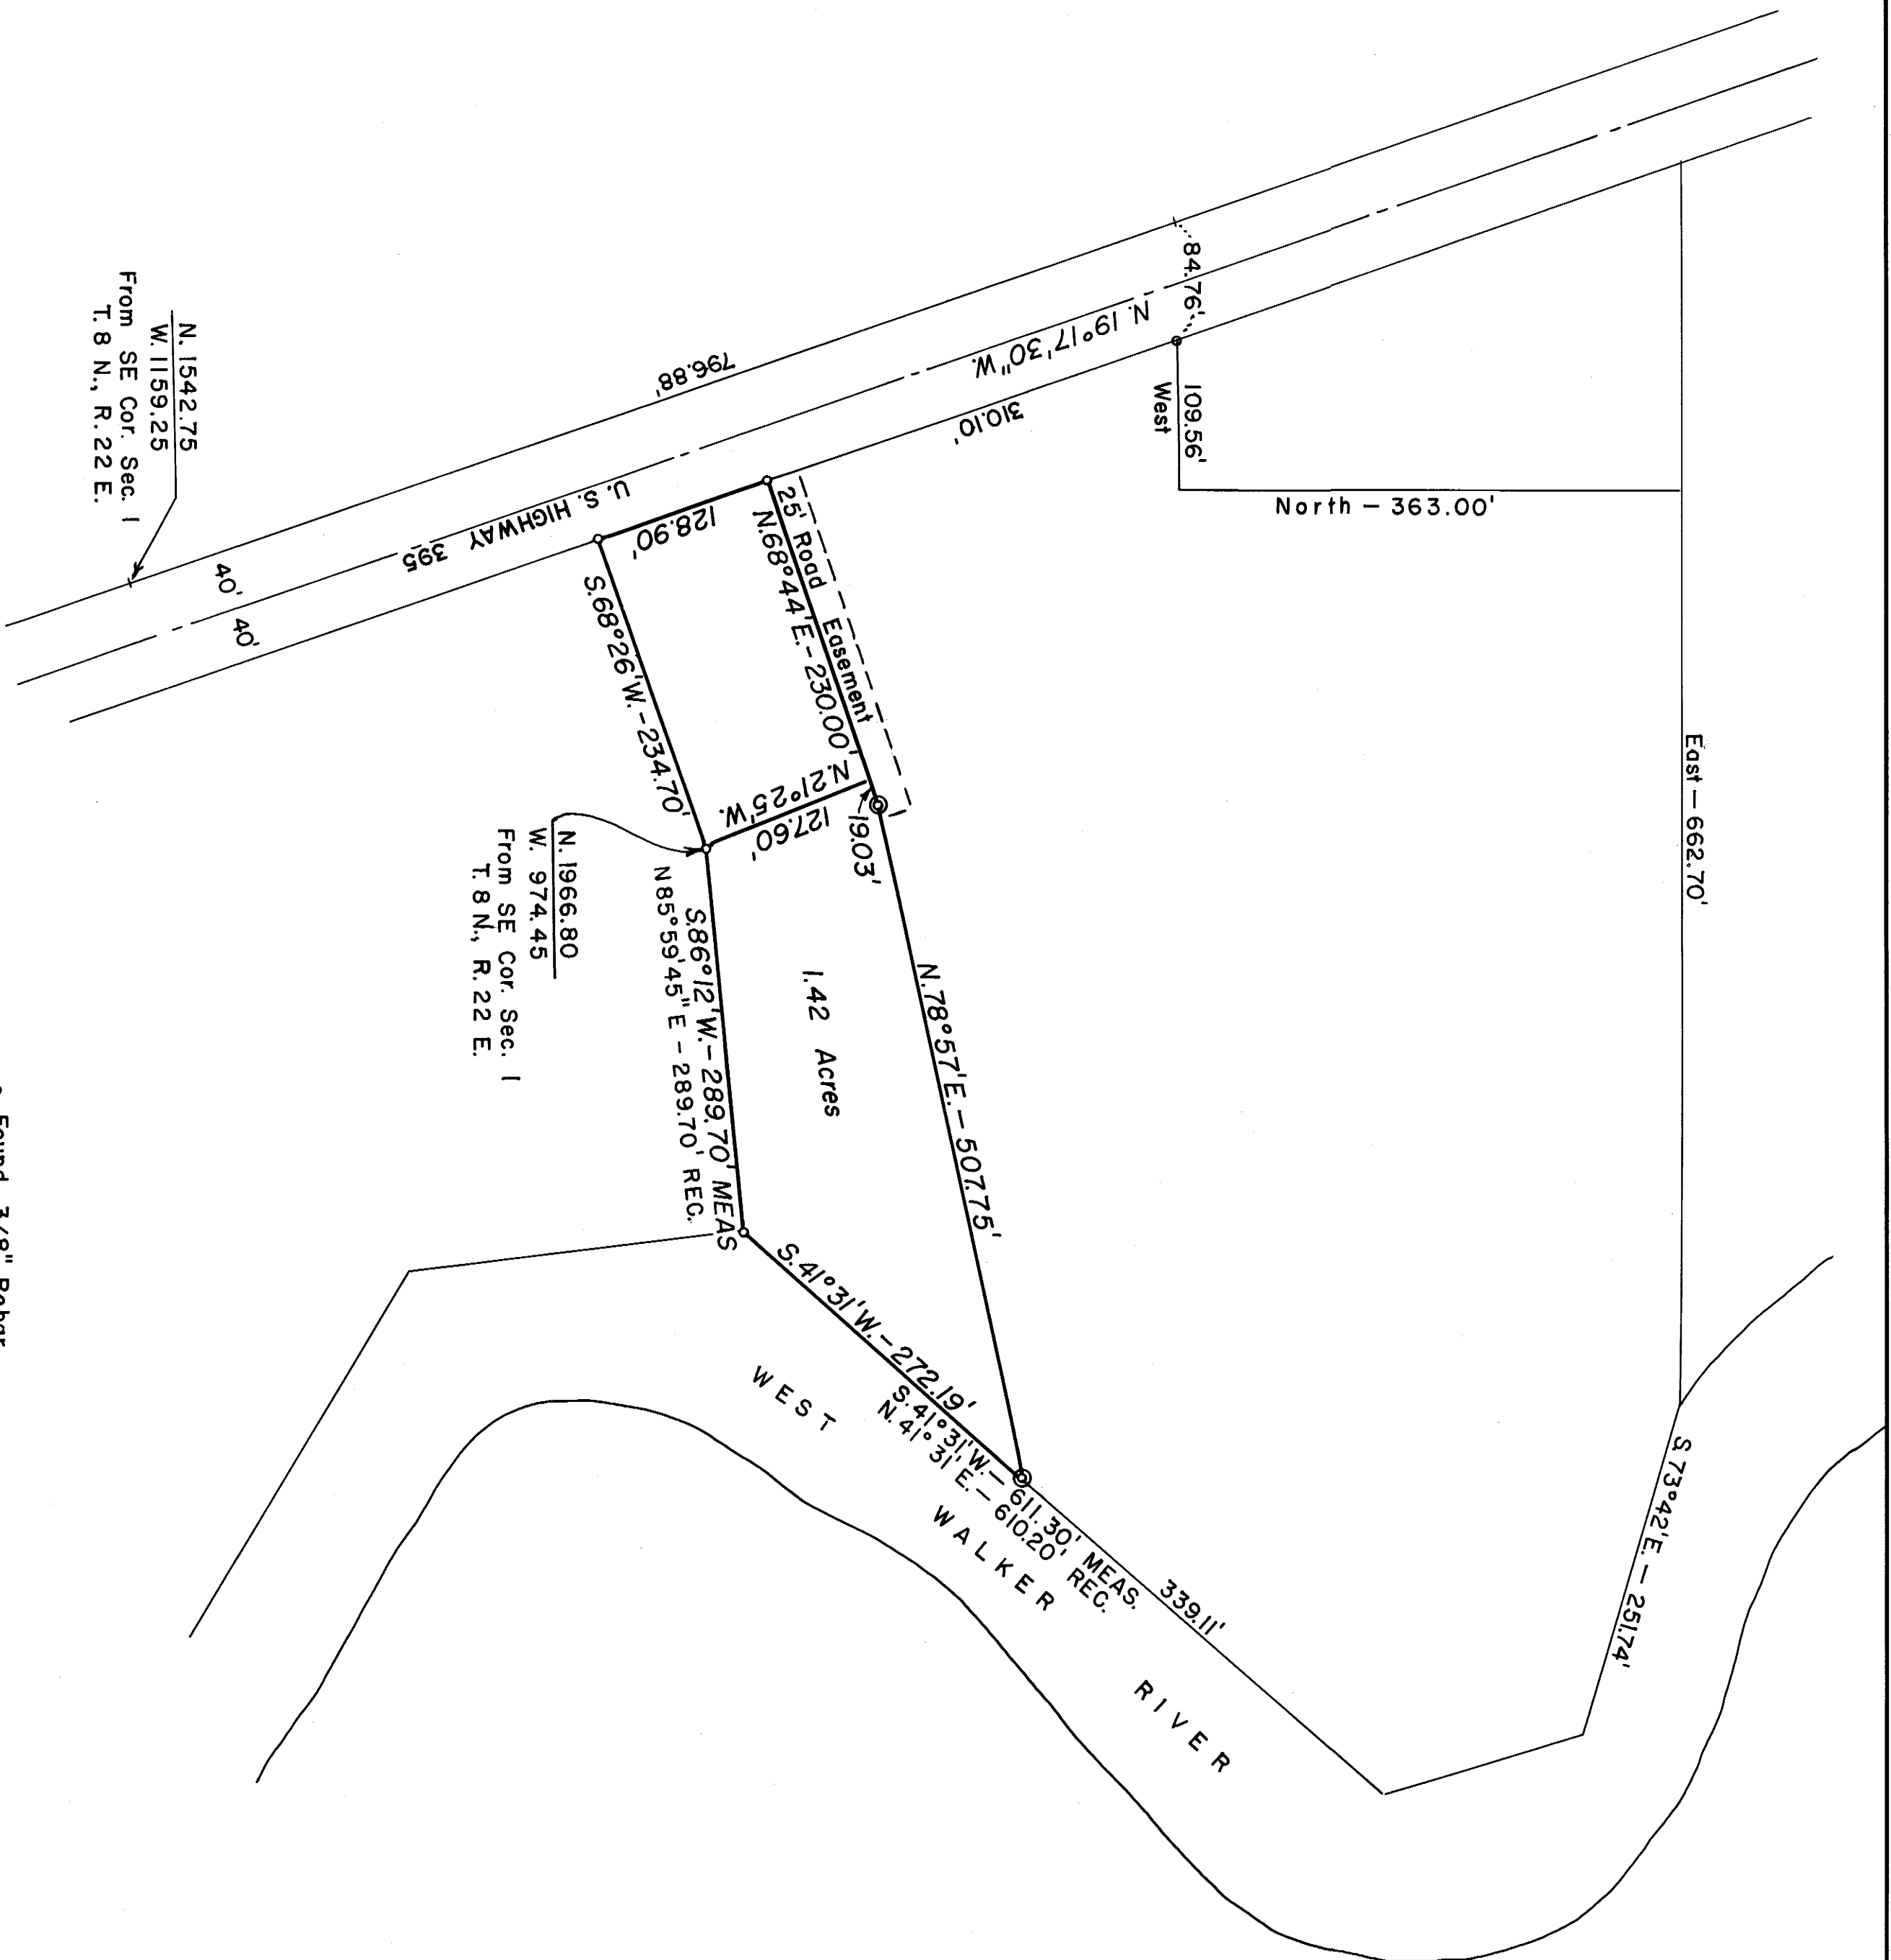 84.76'
109.56'
West
North – 363.00'
East – 662.70'
S. 73°42'E. – 251.74'
N. 19°17'30"W.
310.10'
796.88'
U. S. HIGHWAY 395
128.90'
25' Road Easement
N.68°44'E. – 230.00'
S.68°26'W. – 234.70'
N. 21°25'W.
127.60'
19.03'
N.78°57'E. – 507.75'
1.42 Acres
S.86°12'W. – 289.70' MEAS
N85°59'45"E – 289.70' REC.
S.41°31'W. – 272.19'
S.41°31'W. – 611.30' MEAS.
N.41°31'E. – 610.20' REC.
339.11'
WEST
WALKER
RIVER
N. 1966.80
W. 974.45
From SE Cor. Sec. 1
T. 8 N., R. 22 E.
N. 1542.75
W. 1159.25
From SE Cor. Sec. 1
T. 8 N., R. 22 E.
40'
40'